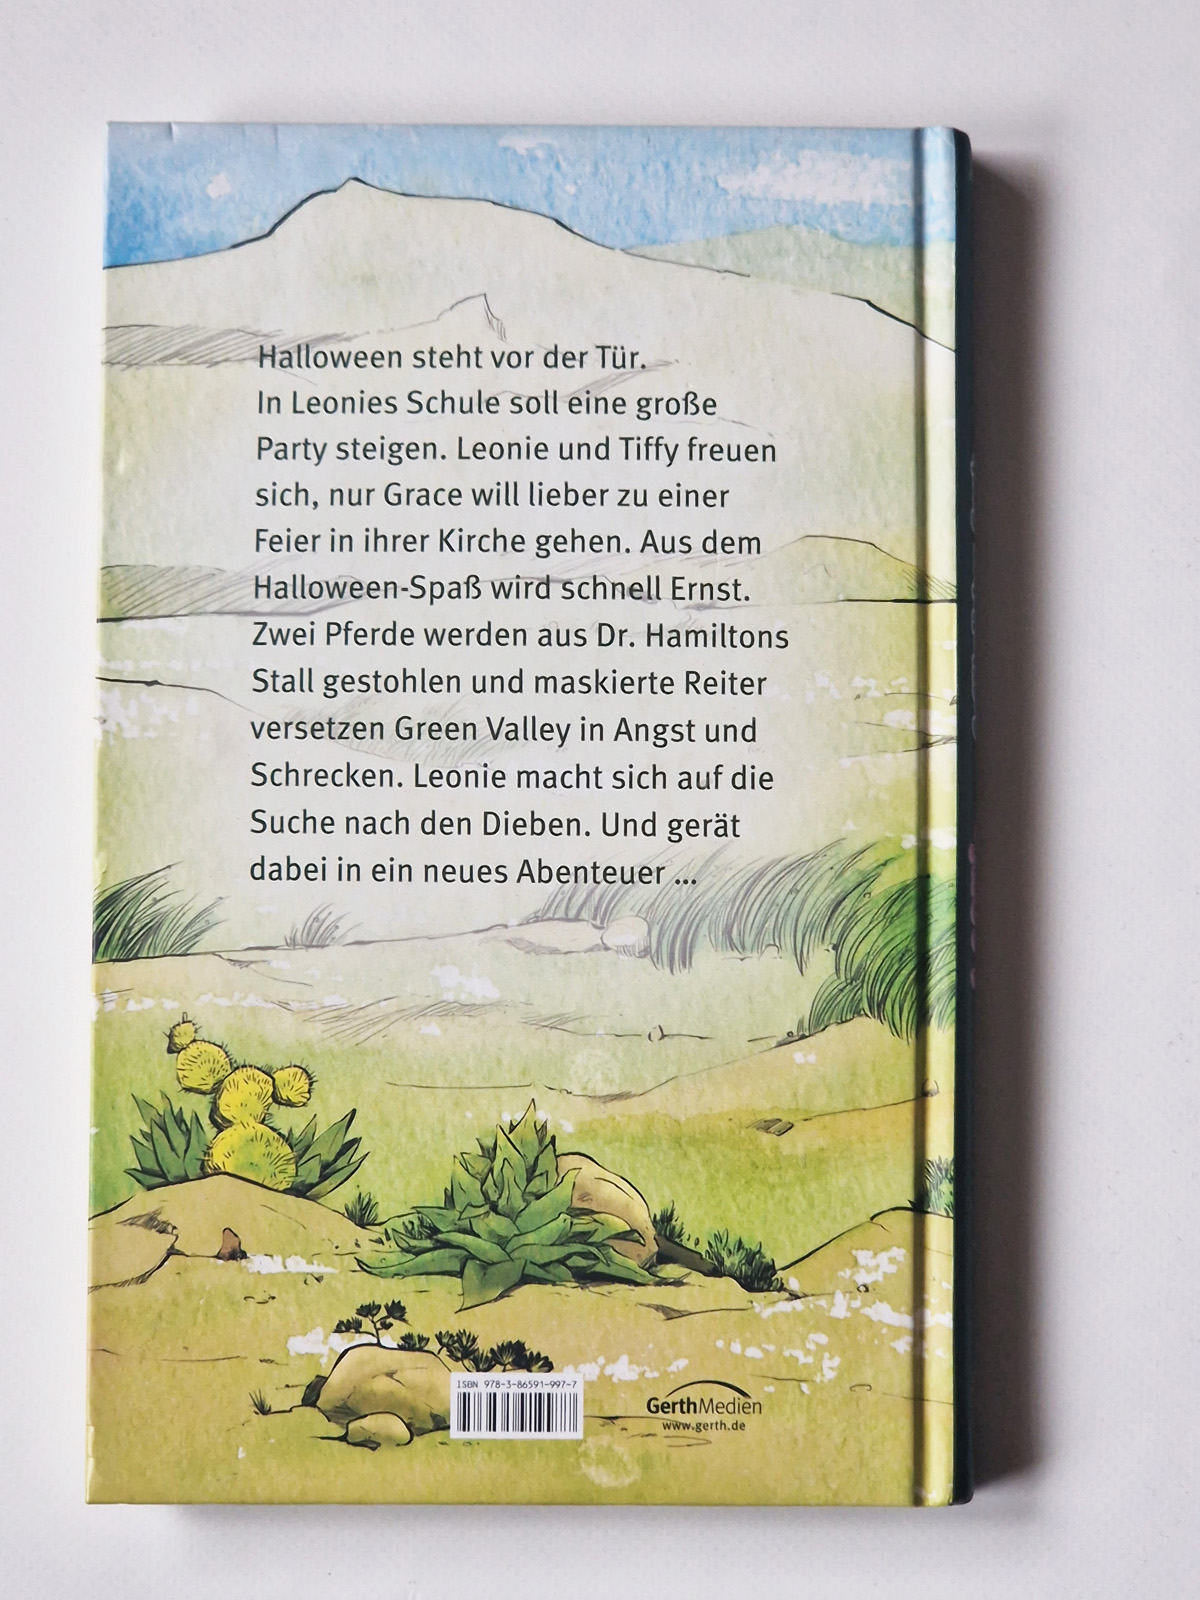 Halloween steht vor der Tür.
In Leonies Schule soll eine große
Party steigen. Leonie und Tiffy freuen
sich, nur Grace will lieber zu einer
Feier in ihrer Kirche gehen. Aus dem
Halloween-Spaß wird schnell Ernst.
Zwei Pferde werden aus Dr. Hamiltons
Stall gestohlen und maskierte Reiter
versetzen Green Valley in Angst und
Schrecken. Leonie macht sich auf die
Suche nach den Dieben. Und gerät
dabei in ein neues Abenteuer ...
ISBN 978-3-86591-997-7
GerthMedien
www.gerth.de